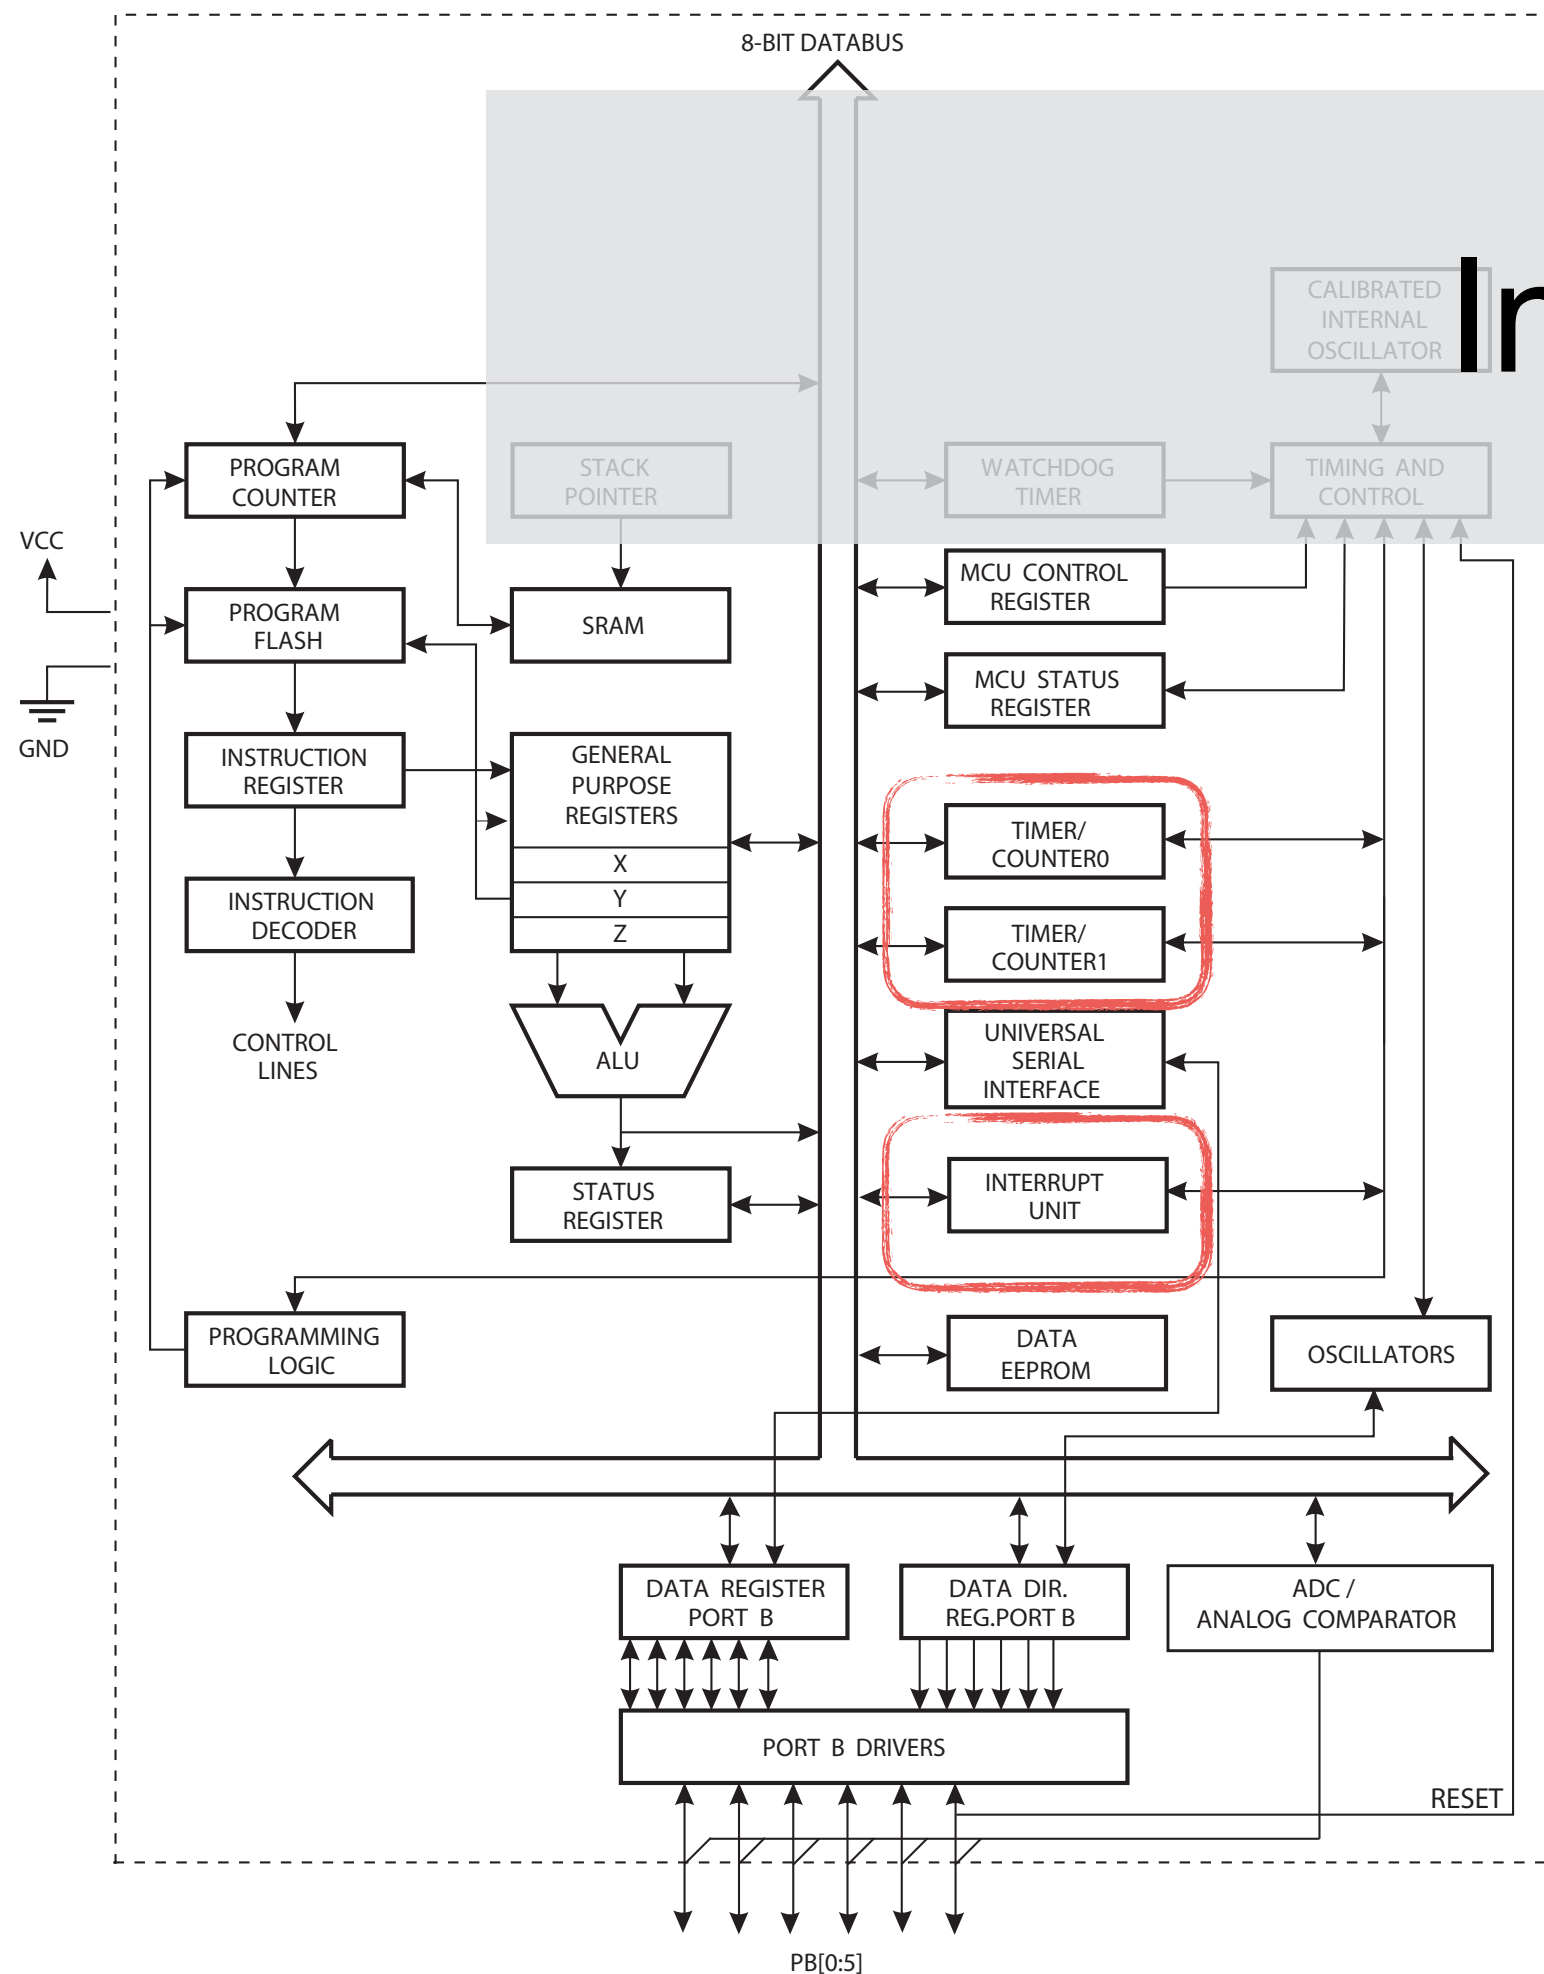 8-BIT DATABUS
CALIBRATED
INTERNAL
OSCILLATOR
In
PROGRAM
COUNTER
STACK
POINTER
WATCHDOG
TIMER
TIMING AND
CONTROL
VCC
GND
PROGRAM
FLASH
SRAM
MCU CONTROL
REGISTER
MCU STATUS
REGISTER
INSTRUCTION
REGISTER
GENERAL
PURPOSE
REGISTERS
X
Y
Z
TIMER/
COUNTER0
INSTRUCTION
DECODER
TIMER/
COUNTER1
CONTROL
LINES
ALU
UNIVERSAL
SERIAL
INTERFACE
STATUS
REGISTER
INTERRUPT
UNIT
PROGRAMMING
LOGIC
DATA
EEPROM
OSCILLATORS
DATA REGISTER
PORT B
DATA DIR.
REG.PORT B
ADC /
ANALOG COMPARATOR
PORT B DRIVERS
RESET
PB[0:5]